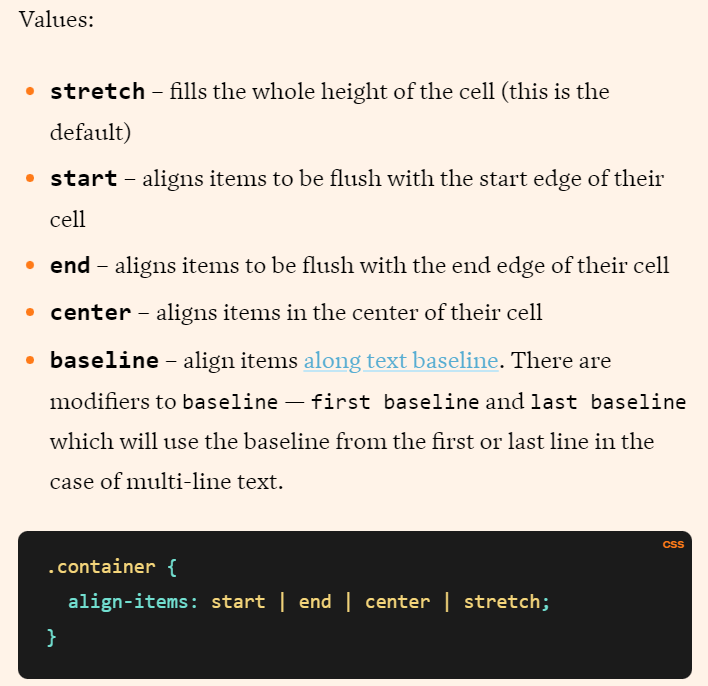 Values:
stretch – fills the whole height of the cell (this is the
default)
start – aligns items to be flush with the start edge of their
cell
end – aligns items to be flush with the end edge of their cell
center – aligns items in the center of their cell
baseline – align items along text baseline. There are
modifiers to baseline — first baseline and last baseline
which will use the baseline from the first or last line in the
case of multi-line text.
CSS
.container {
  align-items: start | end | center | stretch;
}